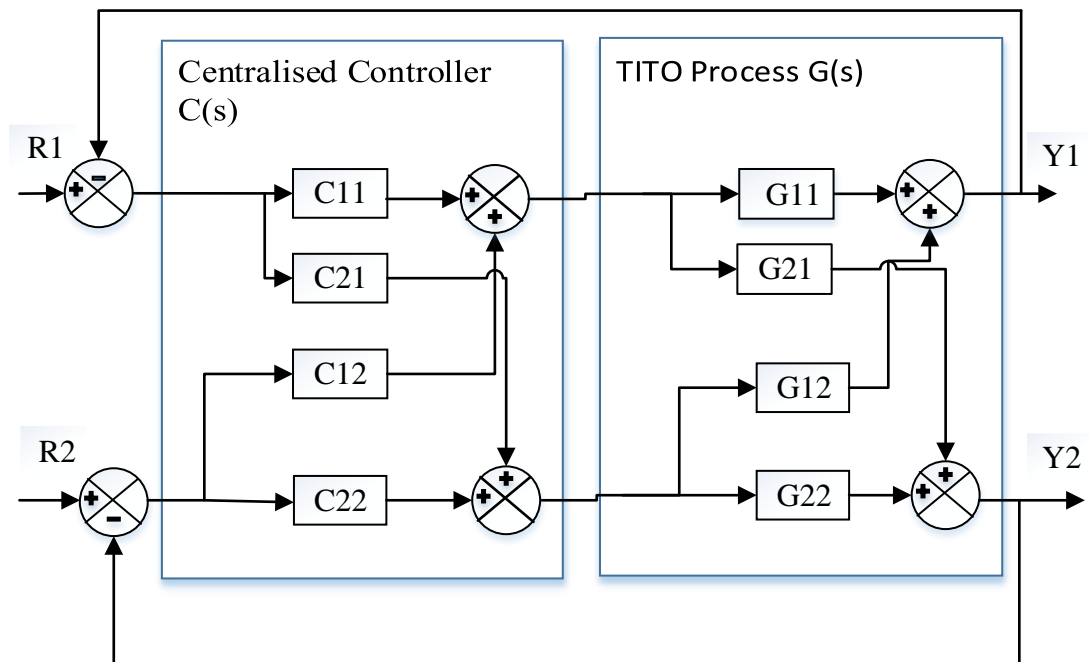 Centralised Controller
C(s)
TITO Process G(s)
R1
-
+
C11
+
+
G11
+
+
Y1
C21
G21
C12
G12
R2
+
-
C22
+
+
G22
+
+
Y2